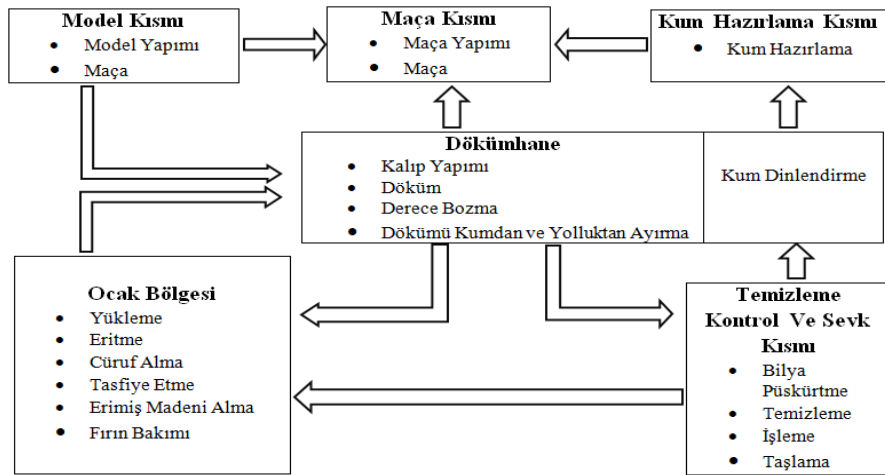 Model Kısmı
• Model Yapımı
• Maça
Maça Kısmı
• Maça Yapımı
• Maça
Kum Hazırlama Kısmı
• Kum Hazırlama
Dökümhane
• Kalıp Yapımı
• Döküm
• Derece Bozma
• Dökümü Kumdan ve Yolluktan Ayırma
Kum Dinlendirme
Ocak Bölgesi
• Yükleme
• Eritme
• Cüruf Alma
• Tasfiye Etme
• Erimiş Madeni Alma
• Fırın Bakımı
Temizleme
Kontrol Ve Sevk
Kısmı
• Bilya
Püskürtme
• Temizleme
• İşleme
• Taşlama